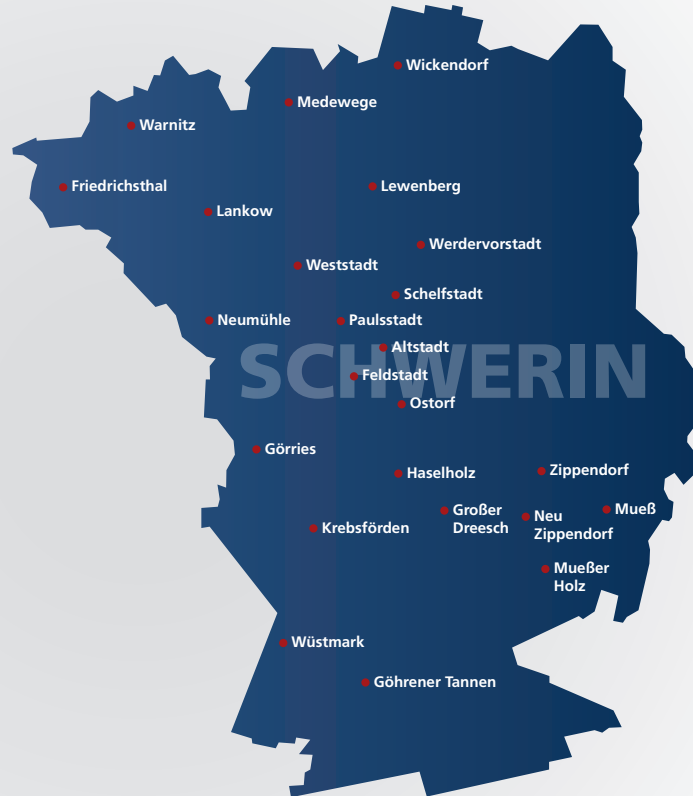 Wickendorf
Medewege
Warnitz
Friedrichsthal
Lewenberg
Lankow
Werdervorstadt
Weststadt
Schelfstadt
Neumühle
Paulsstadt
Altstadt
SCHWERIN
Feldstadt
Ostorf
Görries
Haselholz
Zippendorf
Großer
Dreesch
Mueß
Neu
Zippendorf
Krebsförden
Mueßer
Holz
Wüstmark
Göhrener Tannen